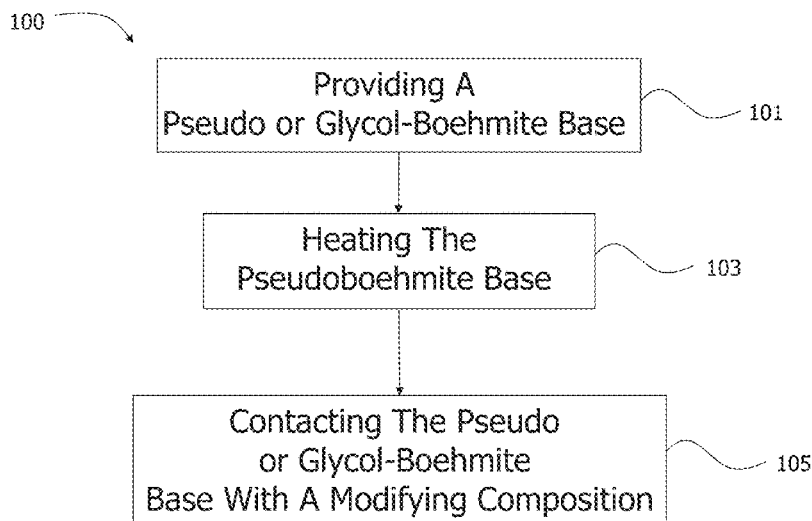 100
Providing A
Pseudo or Glycol-Boehmite Base
101
Heating The
Pseudoboehmite Base
103
Contacting The Pseudo
or Glycol-Boehmite
Base With A Modifying Composition
105